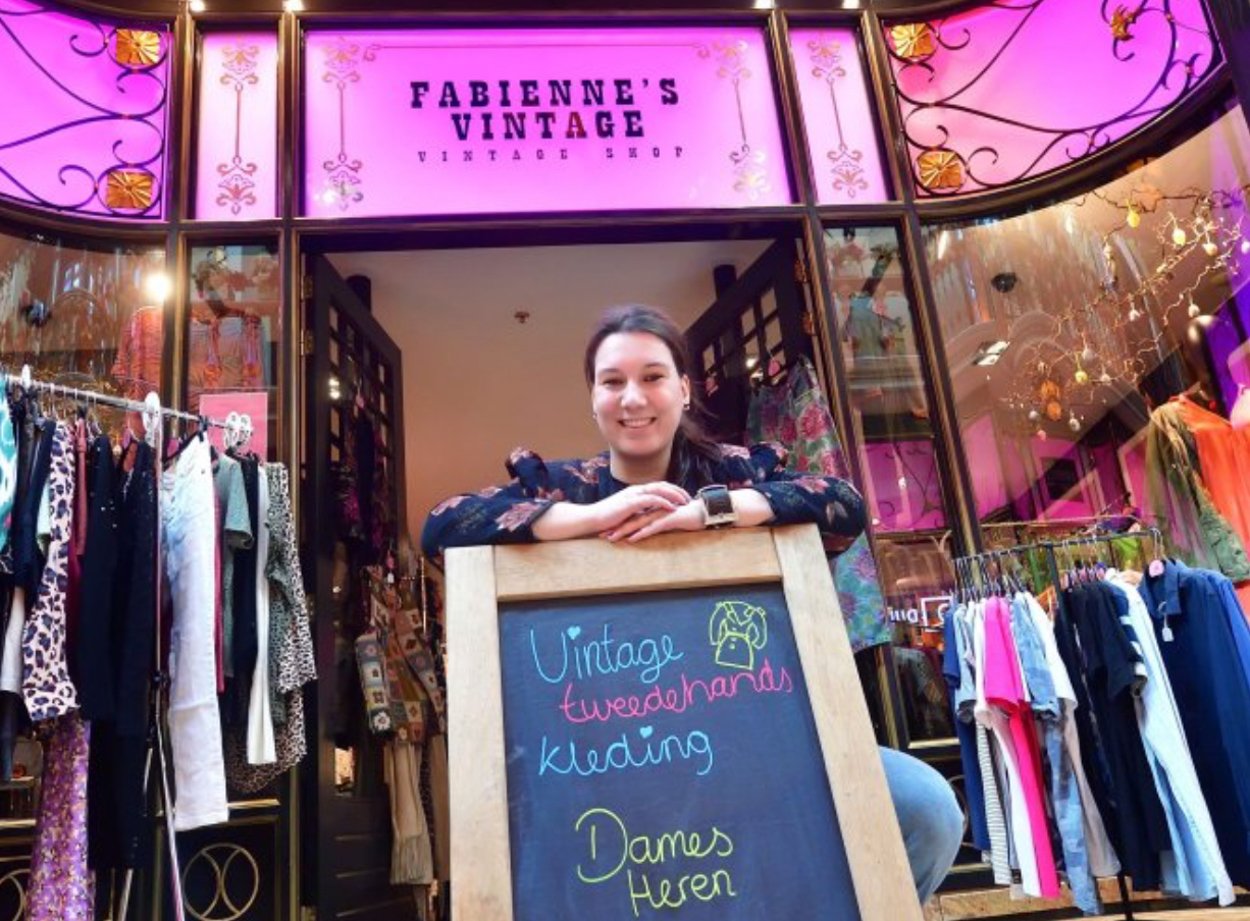 FABIENNE'S
VINTAGE
VINTAGE SHOP
Vintage
tweedehands
kleding
Dames
Heren